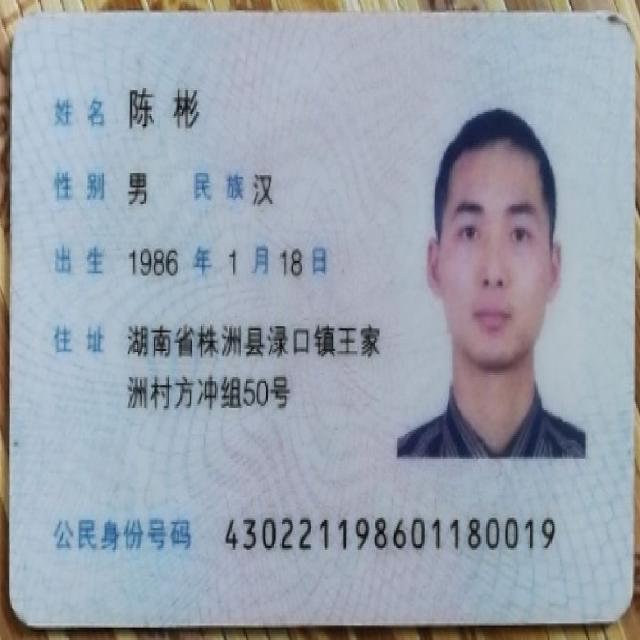 姓名 陈彬
性别 男 民族 汉
出生 1986 年 1 月 18 日
住址 湖南省株洲县渌口镇王家
洲村方冲组50号
公民身份号码 430221198601180019